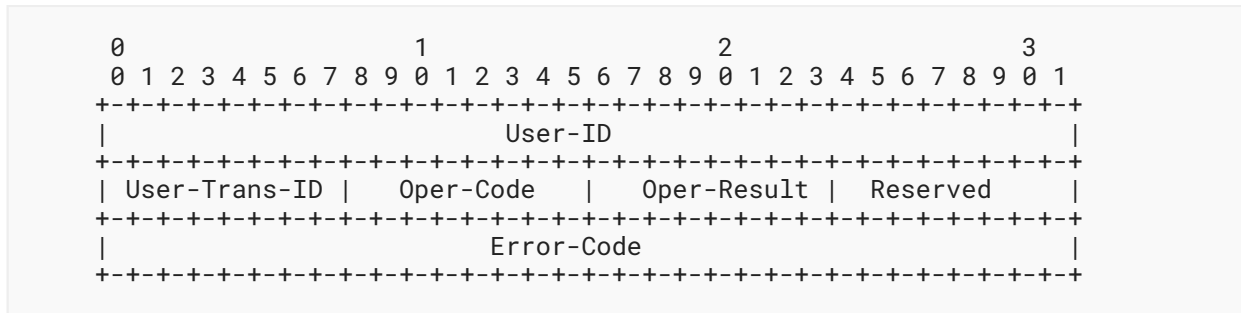 0                   1                   2                   3
 0 1 2 3 4 5 6 7 8 9 0 1 2 3 4 5 6 7 8 9 0 1 2 3 4 5 6 7 8 9 0 1
+-+-+-+-+-+-+-+-+-+-+-+-+-+-+-+-+-+-+-+-+-+-+-+-+-+-+-+-+-+-+-+-+
|                          User-ID                              |
+-+-+-+-+-+-+-+-+-+-+-+-+-+-+-+-+-+-+-+-+-+-+-+-+-+-+-+-+-+-+-+-+
| User-Trans-ID |   Oper-Code   |   Oper-Result |  Reserved     |
+-+-+-+-+-+-+-+-+-+-+-+-+-+-+-+-+-+-+-+-+-+-+-+-+-+-+-+-+-+-+-+-+
|                         Error-Code                            |
+-+-+-+-+-+-+-+-+-+-+-+-+-+-+-+-+-+-+-+-+-+-+-+-+-+-+-+-+-+-+-+-+